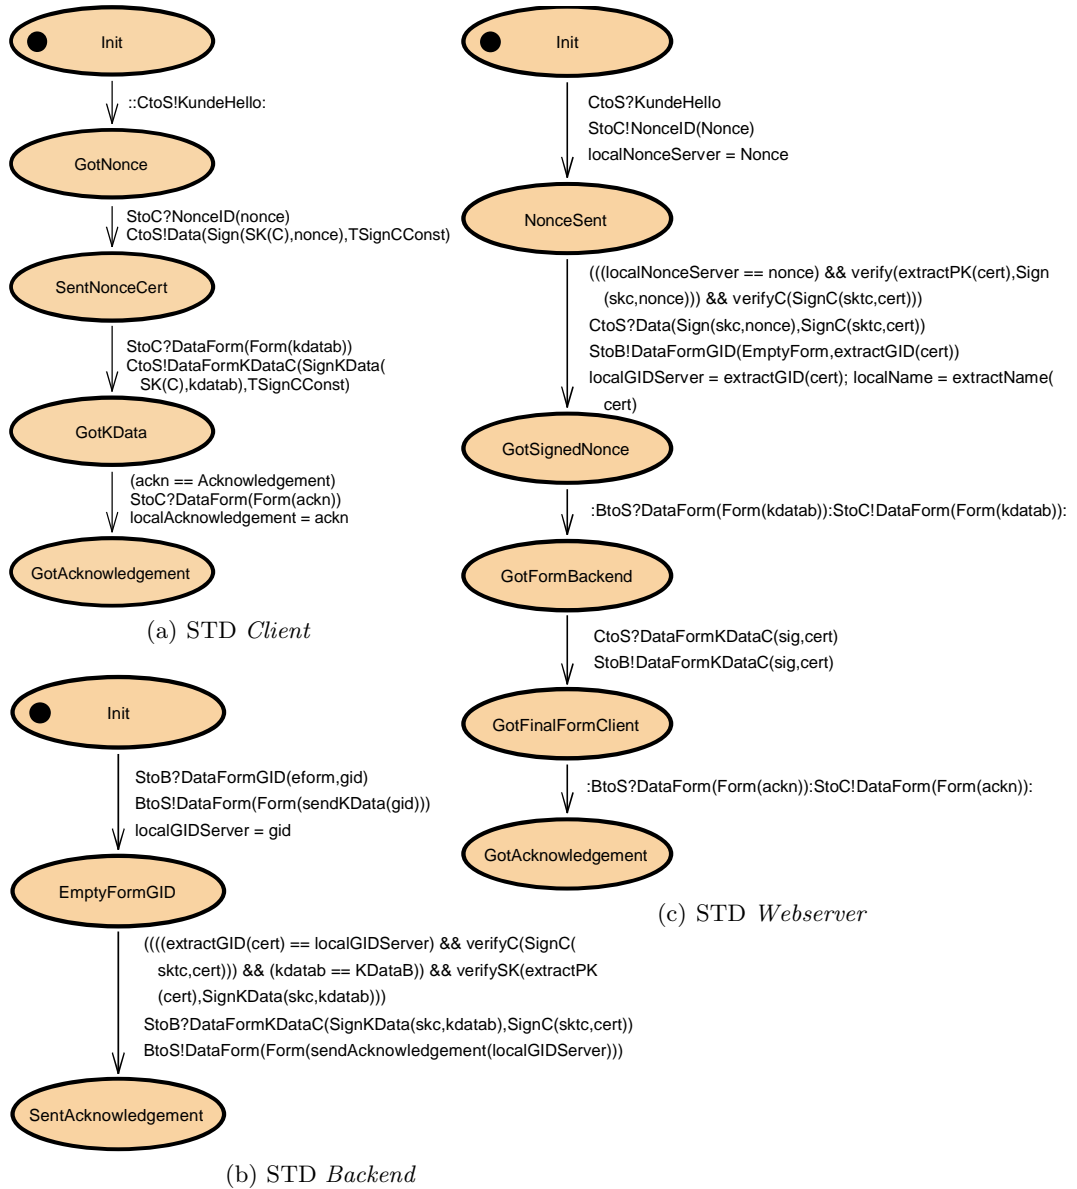 Init
::CtoS!KundeHello:
GotNonce
StoC?NonceID(nonce)
CtoS!Data(Sign(SK(C),nonce),TSignCConst)
SentNonceCert
StoC?DataForm(Form(kdatab))
CtoS!DataFormKDataC(SignKData(
SK(C),kdatab),TSignCConst)
GotKData
(ackn == Acknowledgement)
StoC?DataForm(Form(ackn))
localAcknowledgement = ackn
GotAcknowledgement
(a) STD Client
Init
StoB?DataFormGID(eform,gid)
BtoS!DataForm(Form(sendKData(gid)))
localGIDServer = gid
EmptyFormGID
((((extractGID(cert) == localGIDServer) && verifyC(SignC(
sktc,cert))) && (kdatab == KDataB)) && verifySK(extractPK
(cert),SignKData(skc,kdatab)))
StoB?DataFormKDataC(SignKData(skc,kdatab),SignC(sktc,cert))
BtoS!DataForm(Form(sendAcknowledgement(localGIDServer)))
SentAcknowledgement
(b) STD Backend
Init
CtoS?KundeHello
StoC!NonceID(Nonce)
localNonceServer = Nonce
NonceSent
(((localNonceServer == nonce) && verify(extractPK(cert),Sign
(skc,nonce))) && verifyC(SignC(sktc,cert)))
CtoS?Data(Sign(skc,nonce),SignC(sktc,cert))
StoB!DataFormGID(EmptyForm,extractGID(cert))
localGIDServer = extractGID(cert); localName = extractName(
cert)
GotSignedNonce
:BtoS?DataForm(Form(kdatab)):StoC!DataForm(Form(kdatab)):
GotFormBackend
CtoS?DataFormKDataC(sig,cert)
StoB!DataFormKDataC(sig,cert)
GotFinalFormClient
:BtoS?DataForm(Form(ackn)):StoC!DataForm(Form(ackn)):
GotAcknowledgement
(c) STD Webserver